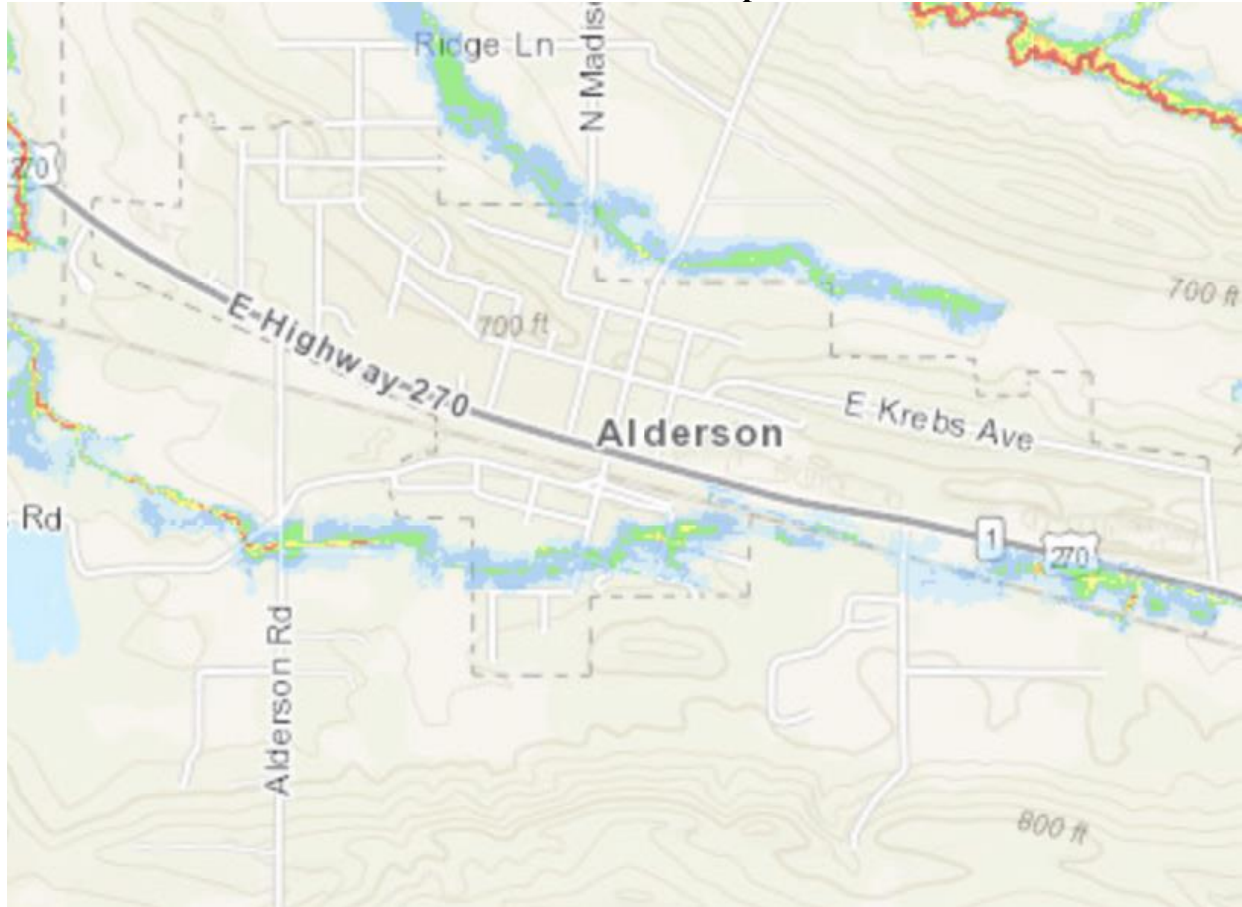 Ridge Ln
N Madis
270
700 ft
E Highway 270
700 ft
Alderson
E Krebs Ave
Rd
1
270
Alderson Rd
800 ft